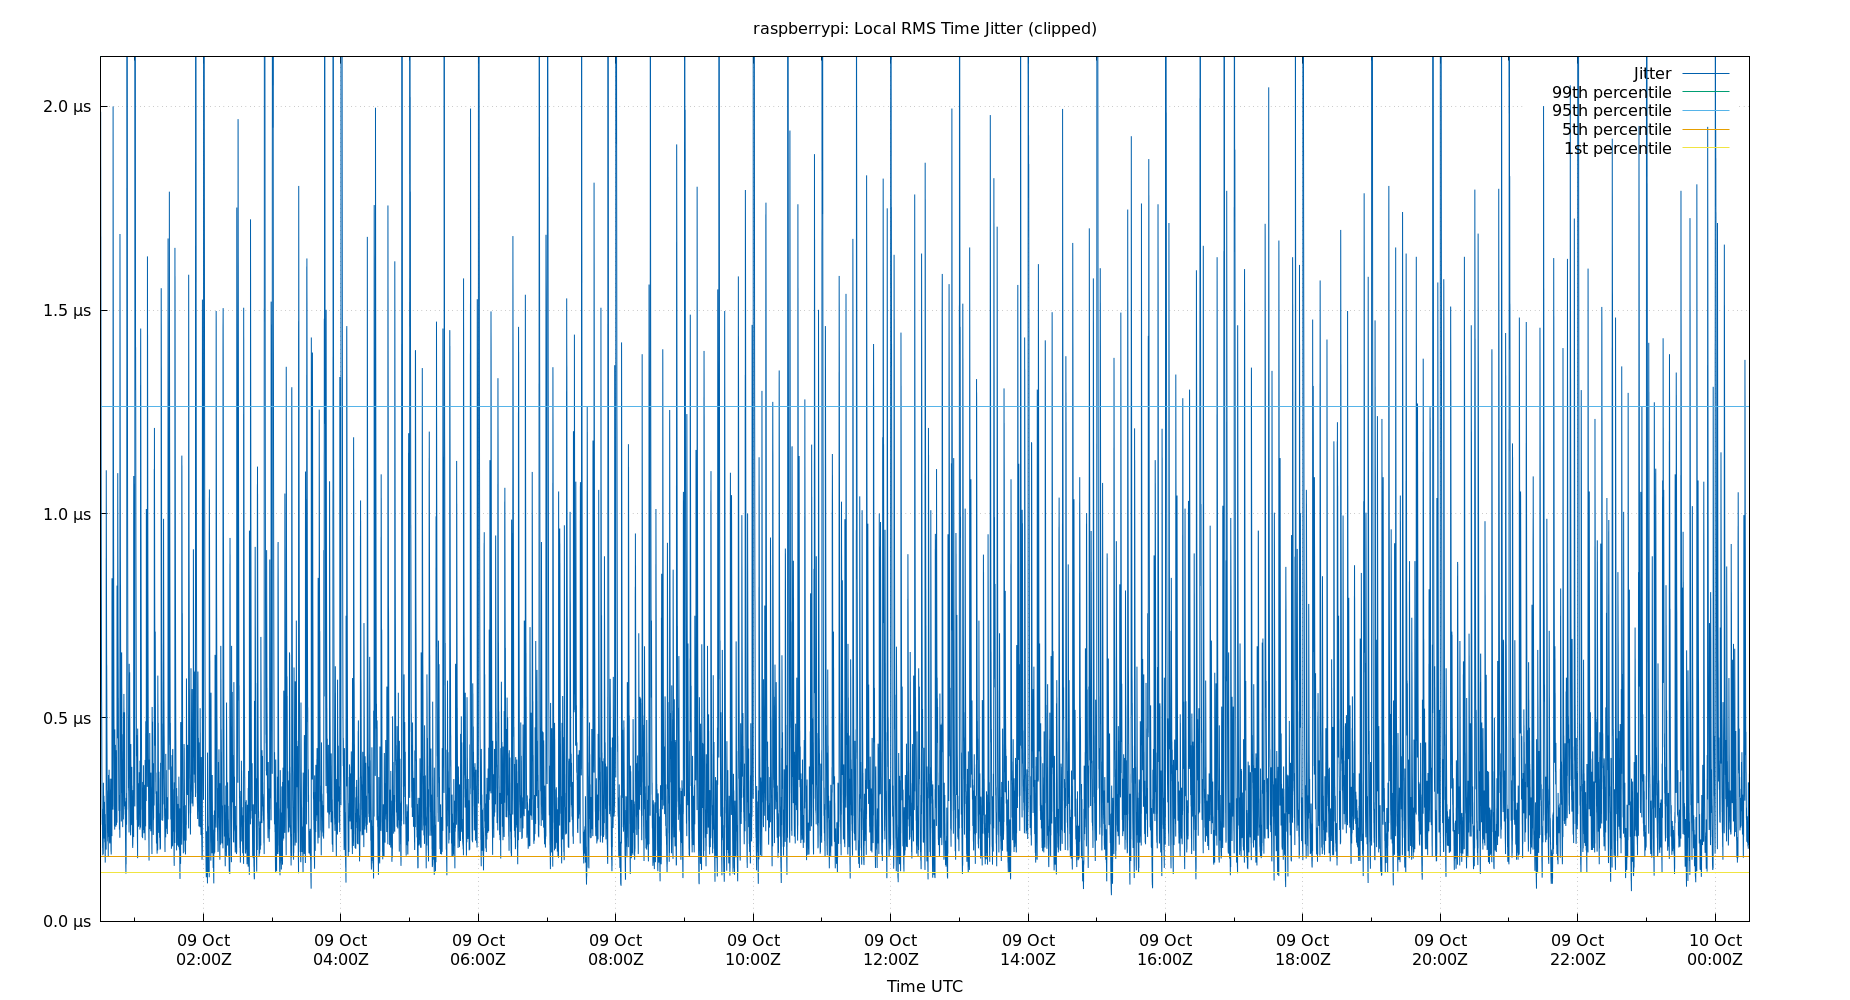 raspberrypi: Local RMS Time Jitter (clipped)
Jitter
99th percentile
95th percentile
5th percentile
1st percentile
2.0 µs
1.5 µs
1.0 µs
0.5 µs
0.0 µs
09 Oct 09 Oct 09 Oct 09 Oct 09 Oct 09 Oct 09 Oct 09 Oct 09 Oct 09 Oct 09 Oct 10 Oct
02:00Z 04:00Z 06:00Z 08:00Z 10:00Z 12:00Z 14:00Z 16:00Z 18:00Z 20:00Z 22:00Z 00:00Z
Time UTC